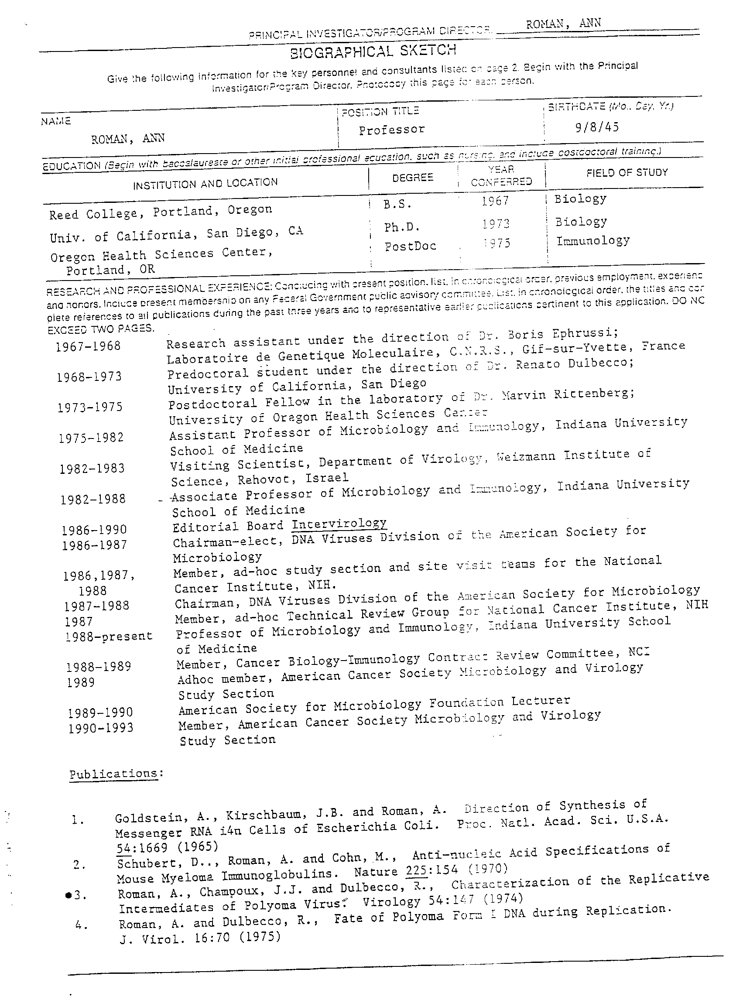 ROMAN, ANN
PRINCIPAL INVESTIGATOR/PROGRAM DIRECTOR:
BIOGRAPHICAL SKETCH
Give the following information for the key personnel and consultants listed on page 2. Begin with the Principal
Investigator/Program Director. Photocopy this page for each person.
NAME POSITION TITLE BIRTHDATE (Mo., Day, Yr.)
ROMAN, ANN Professor 9/8/45
EDUCATION (Begin with baccalaureate or other initial professional education, such as nursing, and include postdoctoral training.)
INSTITUTION AND LOCATION DEGREE YEAR CONFERRED FIELD OF STUDY
Reed College, Portland, Oregon B.S. 1967 Biology
Univ. of California, San Diego, CA Ph.D. 1973 Biology
Oregon Health Sciences Center, PostDoc 1975 Immunology
Portland, OR
RESEARCH AND PROFESSIONAL EXPERIENCE: Concluding with present position, list, in chronological order, previous employment, experienc
and honors. Include present membership on any Federal Government public advisory committee. List, in chronological order, the titles and com
plete references to all publications during the past three years and to representative earlier publications pertinent to this application. DO NO
EXCEED TWO PAGES.
1967-1968 Research assistant under the direction of Dr. Boris Ephrussi;
Laboratoire de Genetique Moleculaire, C.N.R.S., Gif-sur-Yvette, France
1968-1973 Predoctoral student under the direction of Dr. Renato Dulbecco;
University of California, San Diego
1973-1975 Postdoctoral Fellow in the laboratory of Dr. Marvin Rittenberg;
University of Oragon Health Sciences Center
1975-1982 Assistant Professor of Microbiology and Immunology, Indiana University
School of Medicine
1982-1983 Visiting Scientist, Department of Virology, Weizmann Institute of
Science, Rehovot, Israel
1982-1988 Associate Professor of Microbiology and Immunology, Indiana University
School of Medicine
1986-1990 Editorial Board Intervirology
1986-1987 Chairman-elect, DNA Viruses Division of the American Society for
Microbiology
1986,1987, Member, ad-hoc study section and site visit teams for the National
1988 Cancer Institute, NIH.
1987-1988 Chairman, DNA Viruses Division of the American Society for Microbiology
1987 Member, ad-hoc Technical Review Group for National Cancer Institute, NIH
1988-present Professor of Microbiology and Immunology, Indiana University School
of Medicine
1988-1989 Member, Cancer Biology-Immunology Contract Review Committee, NCI
1989 Adhoc member, American Cancer Society Microbiology and Virology
Study Section
1989-1990 American Society for Microbiology Foundation Lecturer
1990-1993 Member, American Cancer Society Microbiology and Virology
Study Section
Publications:
1. Goldstein, A., Kirschbaum, J.B. and Roman, A. Direction of Synthesis of
Messenger RNA i4n Cells of Escherichia Coli. Proc. Natl. Acad. Sci. U.S.A.
54:1669 (1965)
2. Schubert, D.., Roman, A. and Cohn, M., Anti-nucleic Acid Specifications of
Mouse Myeloma Immunoglobulins. Nature 225:154 (1970)
•3. Roman, A., Champoux, J.J. and Dulbecco, R., Characterization of the Replicative
Intermediates of Polyoma Virus. Virology 54:147 (1974)
4. Roman, A. and Dulbecco, R., Fate of Polyoma Form I DNA during Replication.
J. Virol. 16:70 (1975)